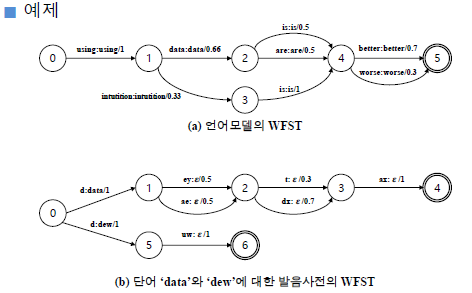 예제
is:is/0.5
using:using/1
data:data/0.66
are:are/0.5
better:better/0.7
0
1
2
4
5
worse:worse/0.3
intutition:intutition/0.33
is:is/1
3
(a) 언어모델의 WFST
ey:ε/0.5
t: ε /0.3
ax: ε /1
d:data/1
1
2
3
4
ae: ε /0.5
dx: ε/0.7
0
d:dew/1
uw: ε /1
5
6
(b) 단어 ‘data’와 ‘dew’에 대한 발음사전의 WFST